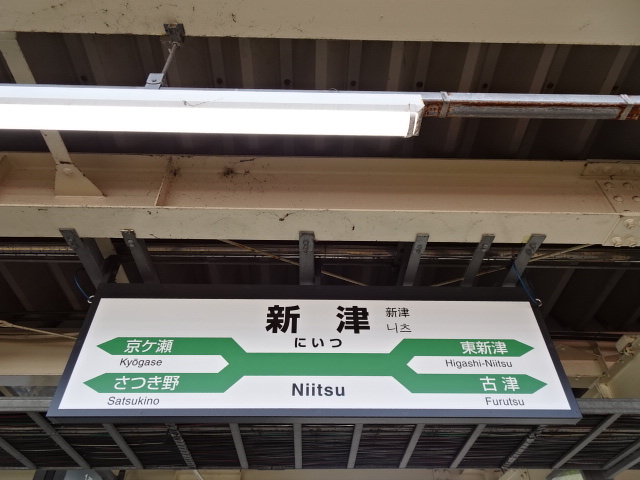 新津
新津
니츠
にいつ
京ケ瀬
Kyōgase
東新津
Higashi-Niitsu
さつき野
Satsukino
Niitsu
古津
Furutsu